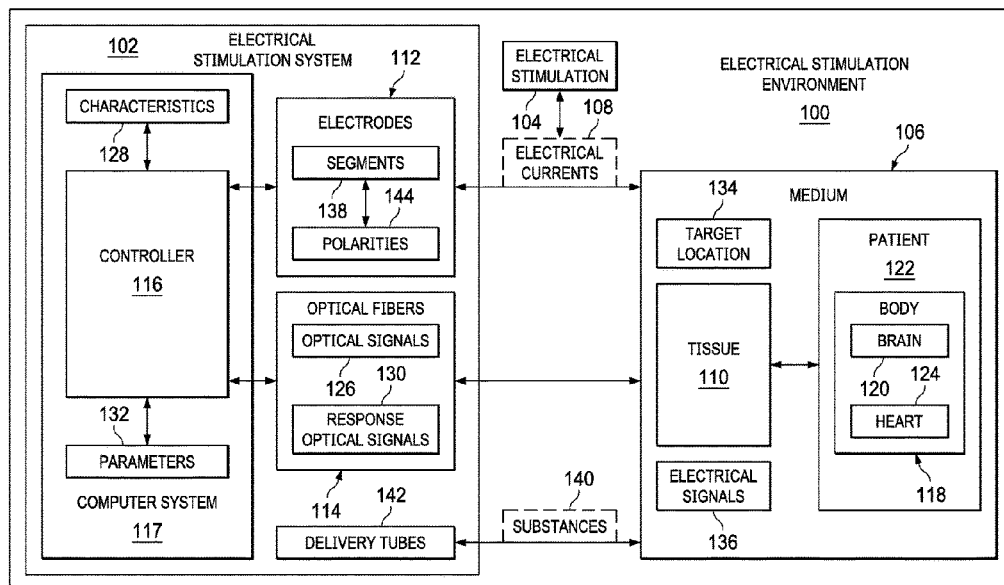 102
ELECTRICAL
STIMULATION SYSTEM
CHARACTERISTICS
128
CONTROLLER
116
132
PARAMETERS
COMPUTER SYSTEM
117
112
ELECTRODES
SEGMENTS
138
144
POLARITIES
OPTICAL FIBERS
OPTICAL SIGNALS
126
130
RESPONSE
OPTICAL SIGNALS
114
142
DELIVERY TUBES
ELECTRICAL
STIMULATION
104
108
ELECTRICAL
CURRENTS
140
SUBSTANCES
ELECTRICAL STIMULATION
ENVIRONMENT
100
106
MEDIUM
134
TARGET
LOCATION
TISSUE
110
ELECTRICAL
SIGNALS
136
PATIENT
122
BODY
BRAIN
120
124
HEART
118